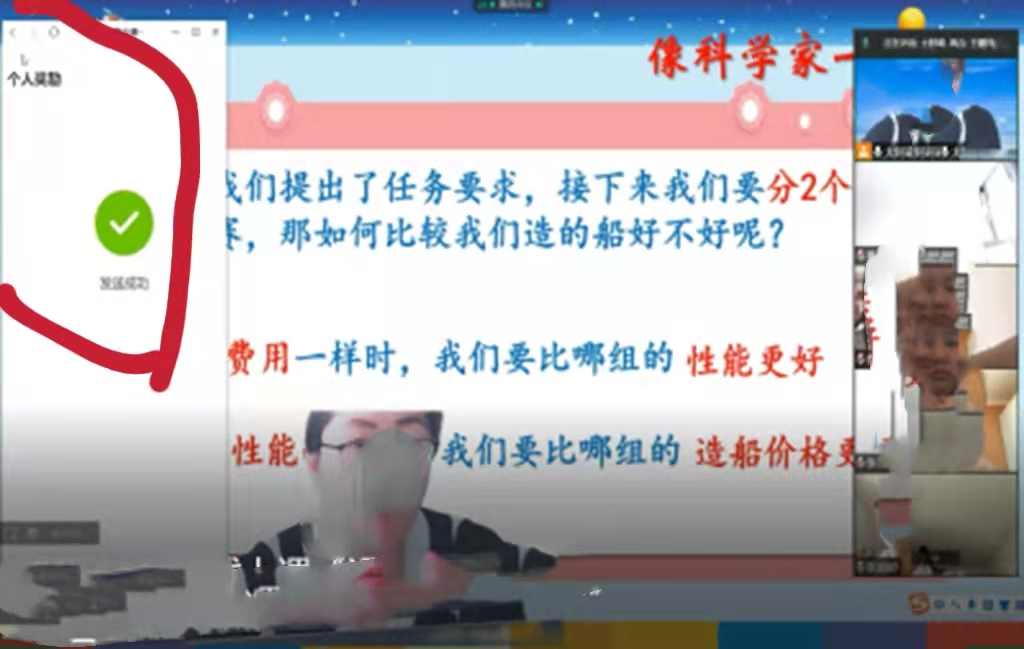 个人奖励
发送成功
像科学家一
我们提出了任务要求，接下来我们要分2个
赛，那如何比较我们造的船好不好呢？
费用一样时，我们要比哪组的 性能更好
性能
我们要比哪组的 造船价格更